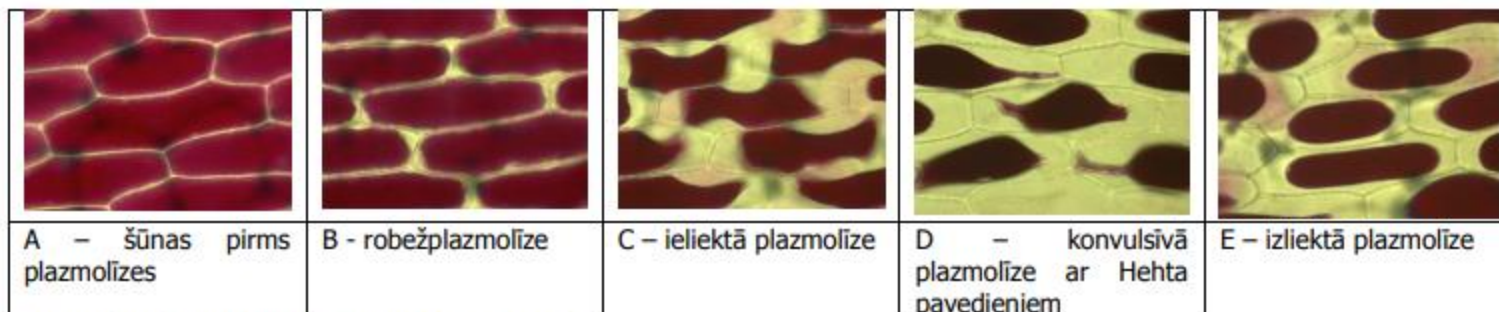 A – šūnas pirms
plazmolīzes
B - robežplazmolīze
C – ieliektā plazmolīze
D – konvulsīvā
plazmolīze ar Hehta
pavedieniem
E – izliektā plazmolīze